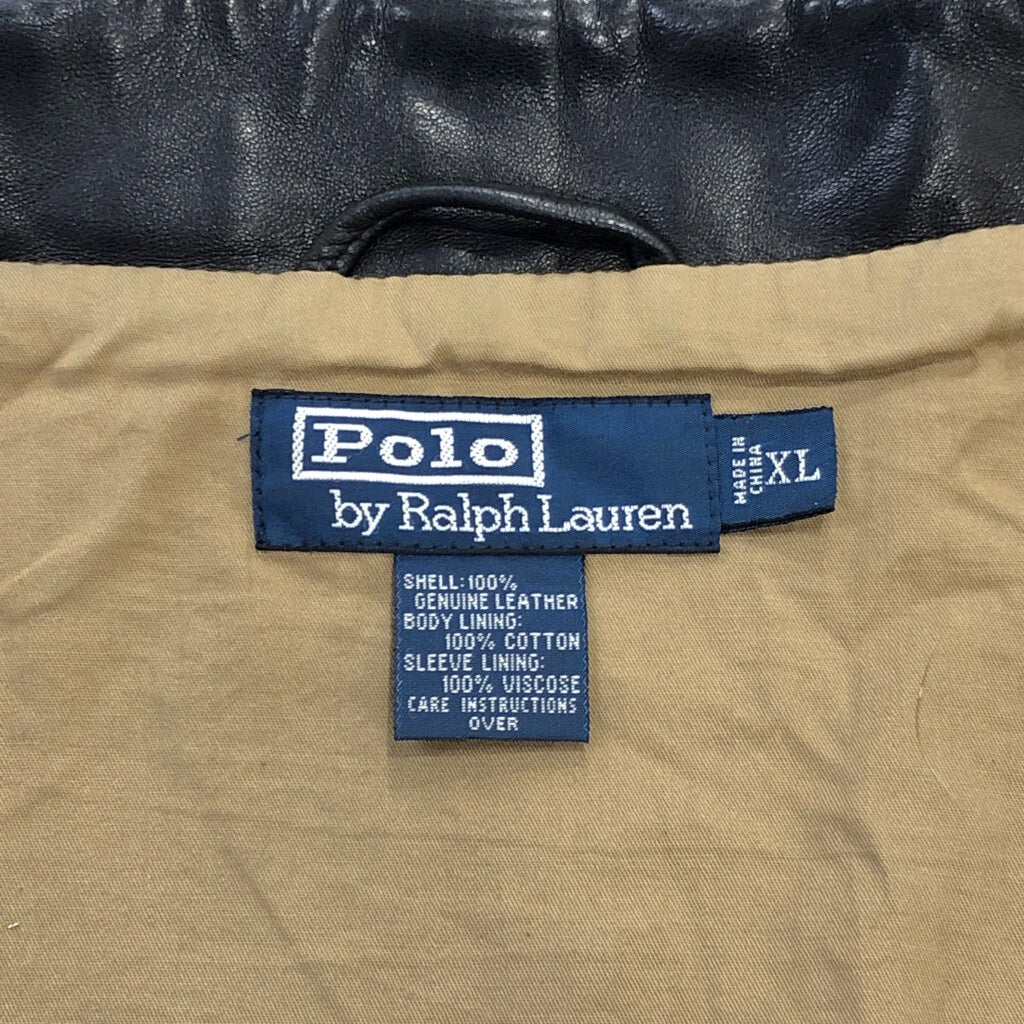 Polo
by Ralph Lauren
MADE IN
CHINA
XL
SHELL:100%
GENUINE LEATHER
BODY LINING:
100% COTTON
SLEEVE LINING:
100% VISCOSE
CARE INSTRUCTIONS
OVER